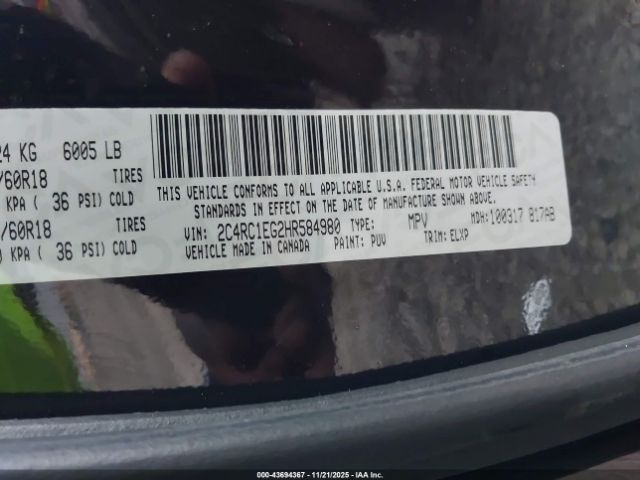 24 KG 6005 LB
/60R18 TIRES
KPA ( 36 PSI) COLD
/60R18 TIRES
KPA ( 36 PSI) COLD
THIS VEHICLE CONFORMS TO ALL APPLICABLE U.S.A. FEDERAL MOTOR VEHICLE SAFETY
STANDARDS IN EFFECT ON THE DATE OF MANUFACTURE SHOWN ABOVE.
VIN: 2C4RC1EG2HR584980 TYPE: MPV MDH: 100317 817AB
VEHICLE MADE IN CANADA PAINT: PUV TRIM: ELXP
000-43694367 - 11/21/2025 - IAA, Inc.